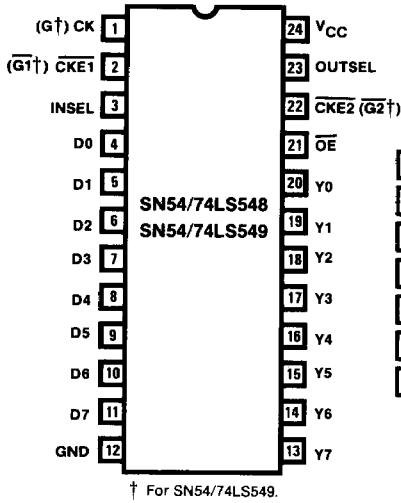 (G†) CK 1 24 VCC
(G1†) CKE1 2 23 OUTSEL
INSEL 3 22 CKE2 (G2†)
D0 4 21 OE
D1 5 20 Y0
SN54/74LS548
D2 6 19 Y1
SN54/74LS549
D3 7 18 Y2
D4 8 17 Y3
D5 9 16 Y4
D6 10 15 Y5
D7 11 14 Y6
GND 12 13 Y7
† For SN54/74LS549.